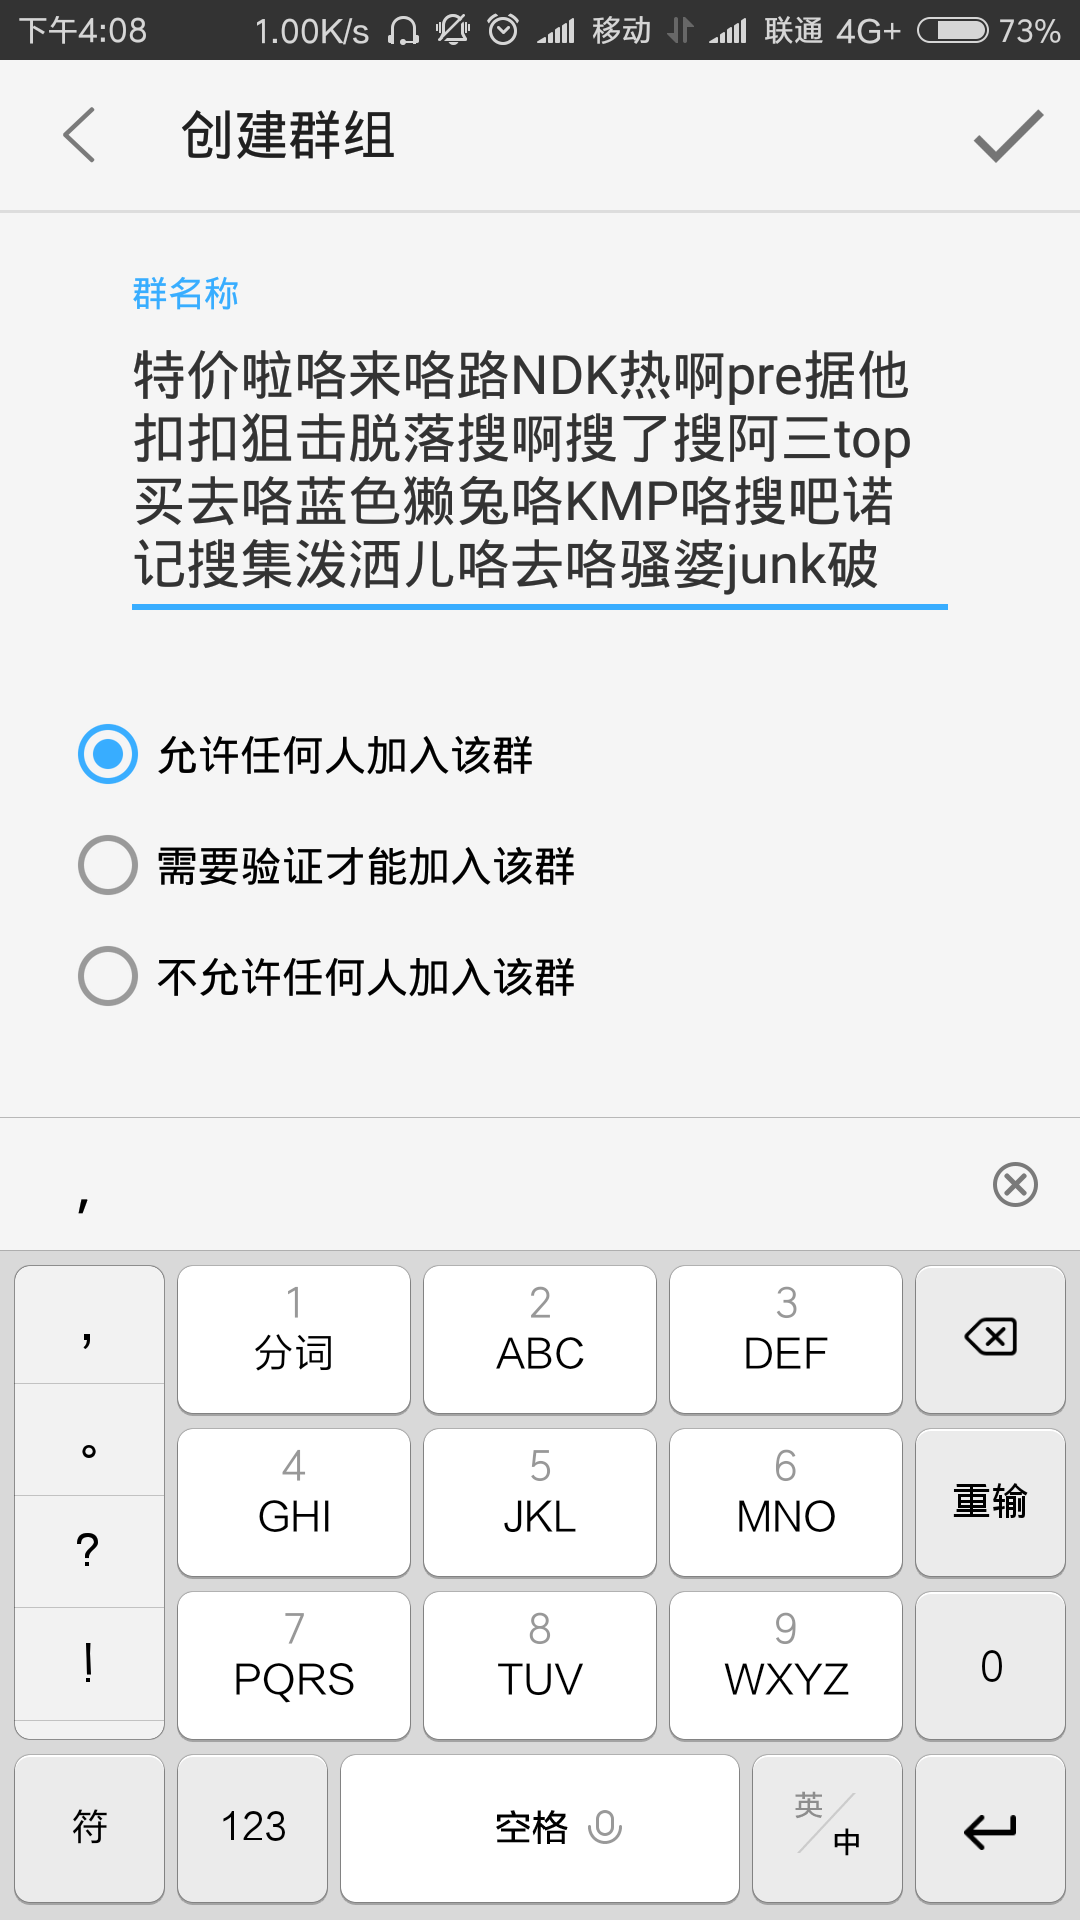 下午4:08 1.00K/s 移动 联通 4G+ 73%
创建群组
群名称
特价啦咯来咯路NDK热啊pre据他
扣扣狙击脱落搜啊搜了搜阿三top
买去咯蓝色獭兔咯KMP咯搜吧诺
记搜集泼洒儿咯去咯骚婆junk破
允许任何人加入该群
需要验证才能加入该群
不允许任何人加入该群
，
， 1 2 3
分词 ABC DEF
。 4 5 6
GHI JKL MNO 重输
?
! 7 8 9
PQRS TUV WXYZ 0
符 123 空格 英/中